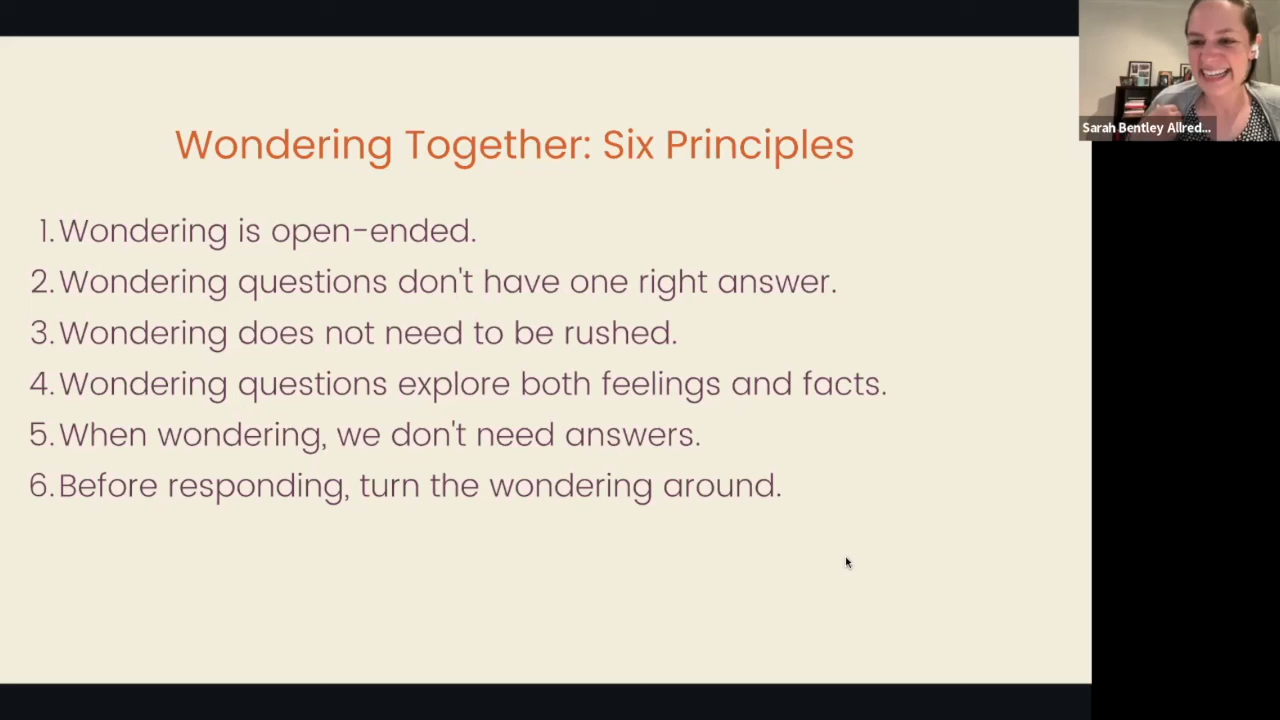 Wondering Together: Six Principles
1. Wondering is open-ended.
2. Wondering questions don't have one right answer.
3. Wondering does not need to be rushed.
4. Wondering questions explore both feelings and facts.
5. When wondering, we don't need answers.
6. Before responding, turn the wondering around.
Sarah Bentley Allred...